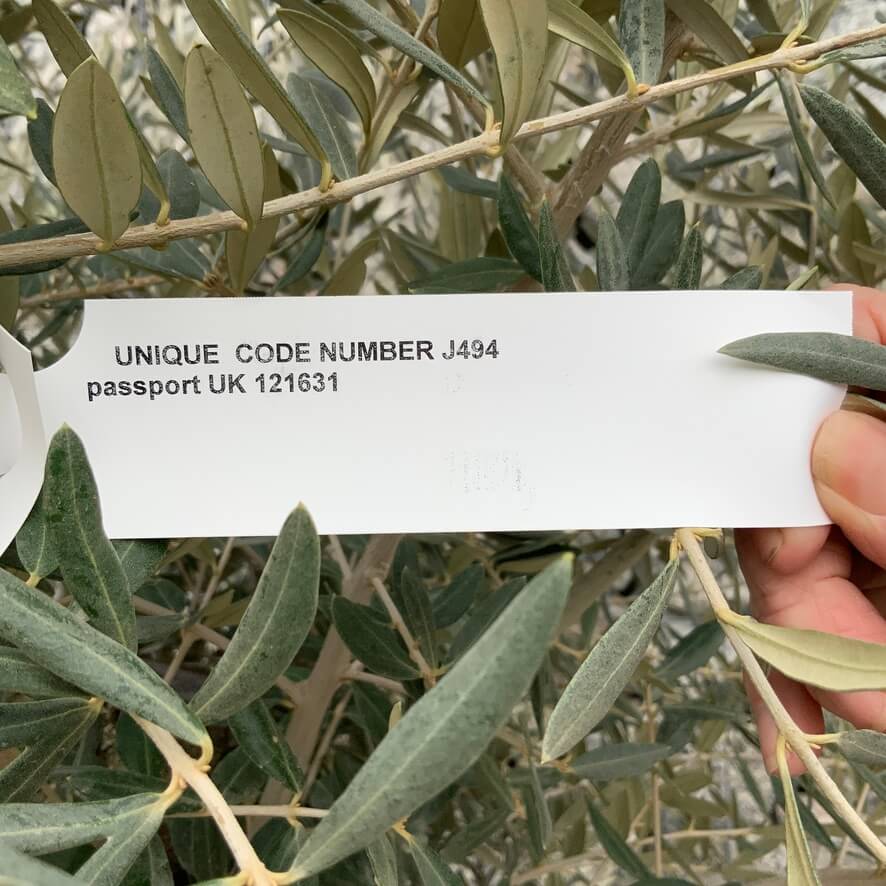 UNIQUE CODE NUMBER J494
passport UK 121631